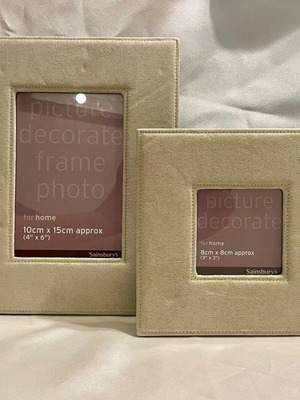 picture
decorate
frame
photo
for home
10cm x 15cm approx
(4" x 6")
Sainsbury's
picture
decorate
for home
8cm x 8cm approx
(3" x 3")
Sainsbury's